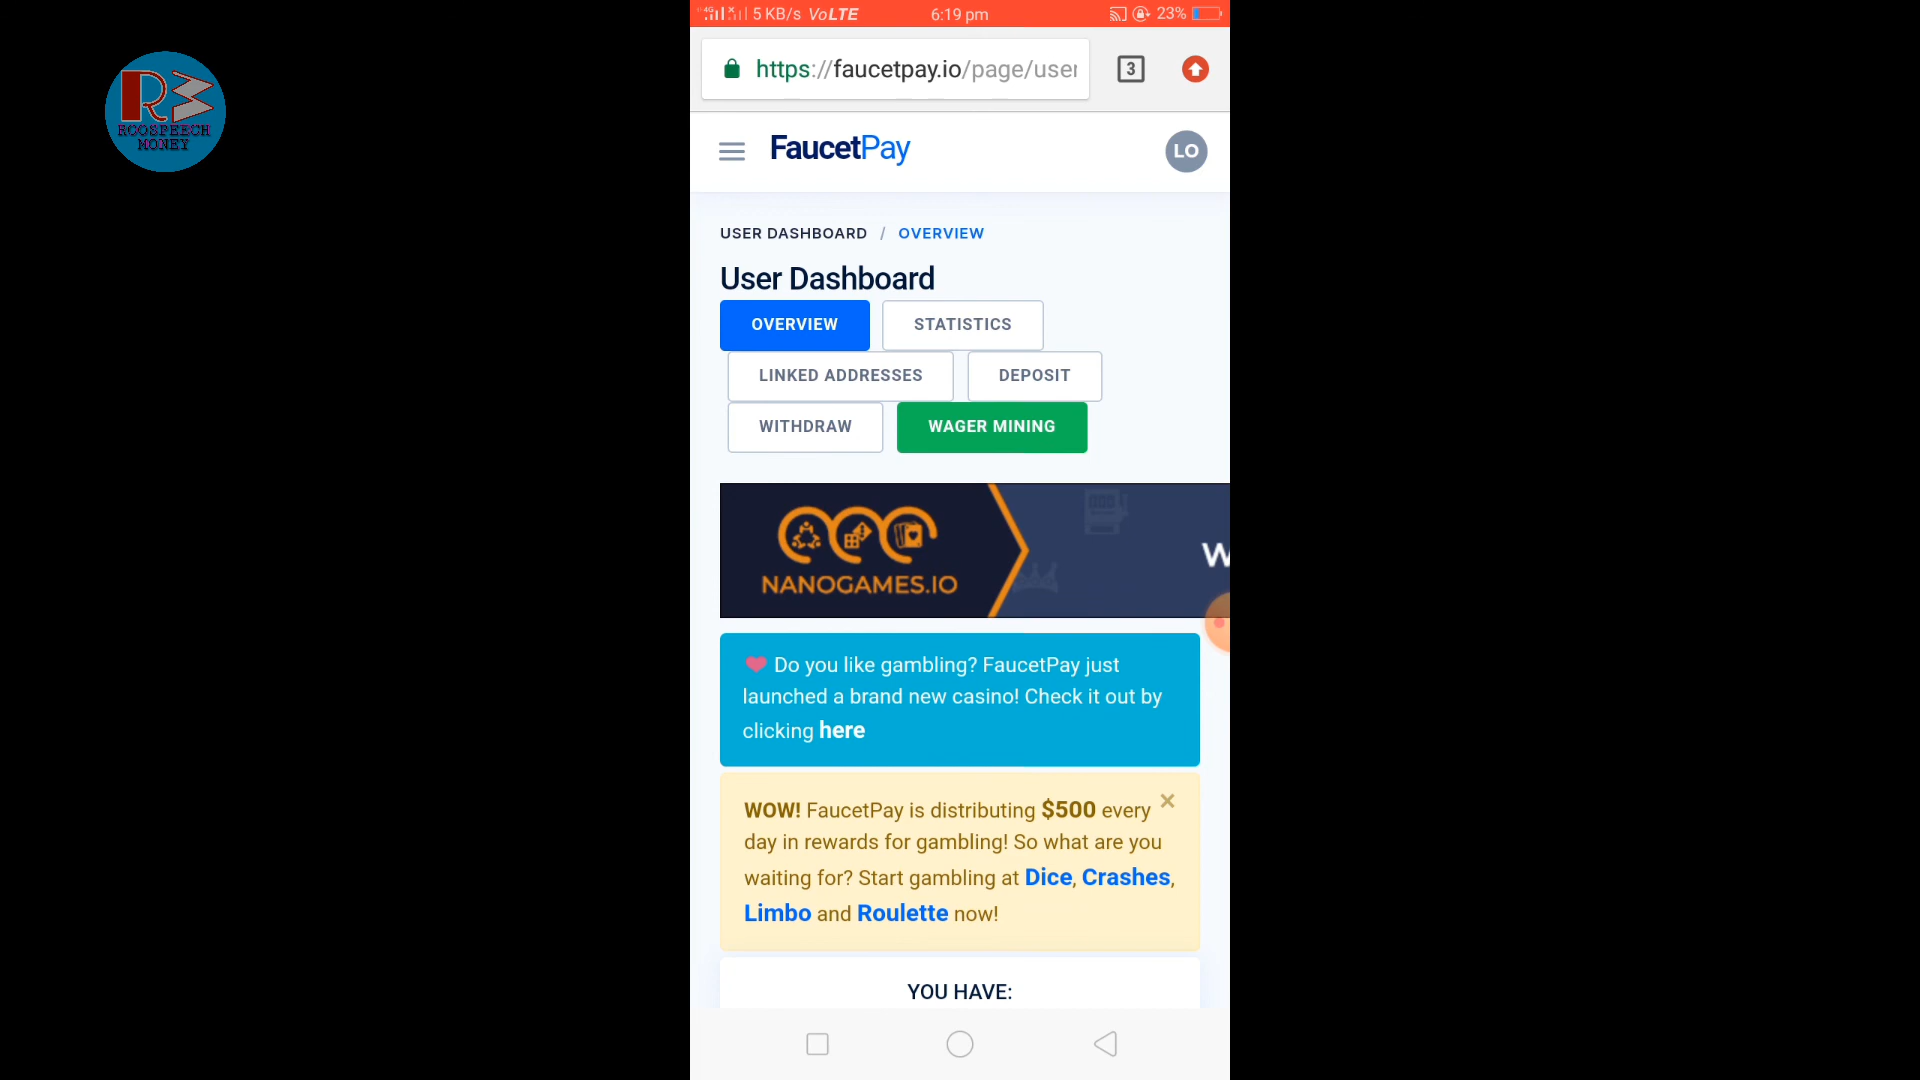 5 KB/s VoLTE 6:19 pm 23%
https://faucetpay.io/page/user
3
R
ROOSPEECH
MONEY
FaucetPay
LO
USER DASHBOARD / OVERVIEW
User Dashboard
OVERVIEW STATISTICS
LINKED ADDRESSES DEPOSIT
WITHDRAW WAGER MINING
NANOGAMES.IO
W
❤ Do you like gambling? FaucetPay just
launched a brand new casino! Check it out by
clicking here
WOW! FaucetPay is distributing $500 every ×
day in rewards for gambling! So what are you
waiting for? Start gambling at Dice, Crashes,
Limbo and Roulette now!
YOU HAVE: